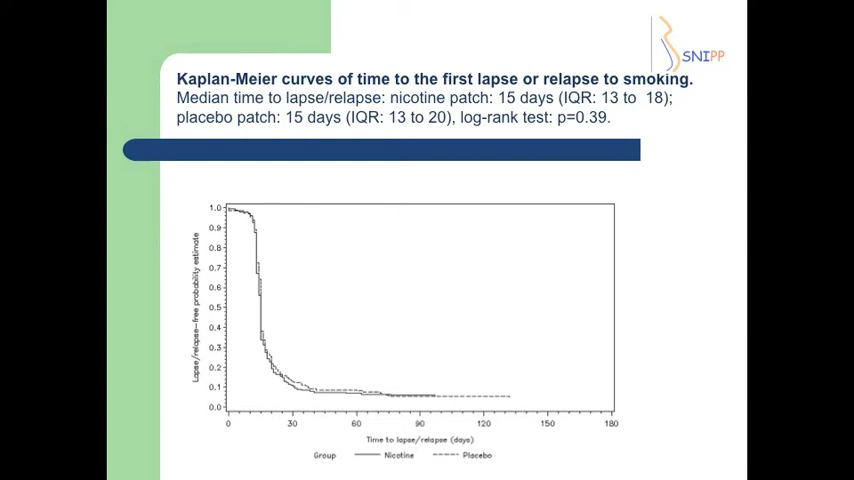 SNIPP
Kaplan-Meier curves of time to the first lapse or relapse to smoking.
Median time to lapse/relapse: nicotine patch: 15 days (IQR: 13 to 18);
placebo patch: 15 days (IQR: 13 to 20), log-rank test: p=0.39.
Lapse/relapse-free probability estimate
1.0
0.9
0.8
0.7
0.6
0.5
0.4
0.3
0.2
0.1
0.0
0 30 60 90 120 150 180
Time to lapse/relapse (days)
Group Nicotine Placebo